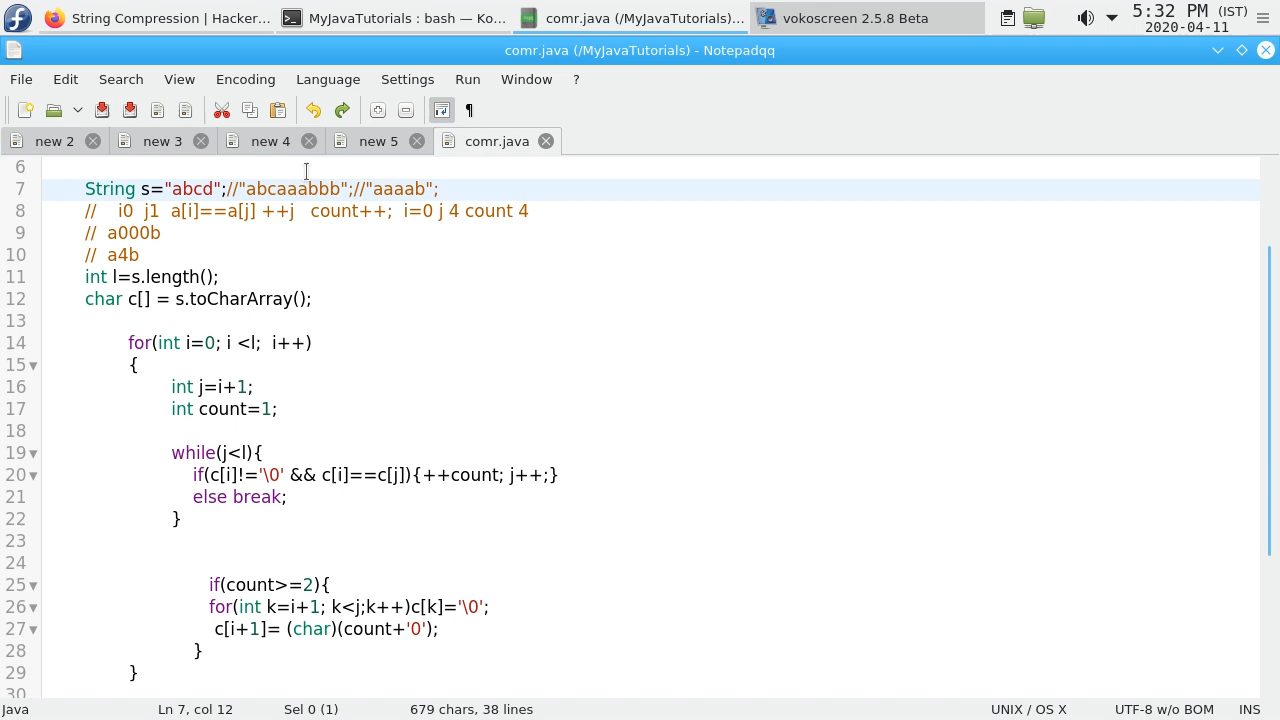 String Compression | Hacker... MyJavaTutorials : bash — Ko... comr.java (/MyJavaTutorials)... vokoscreen 2.5.8 Beta 5:32 PM (IST)
2020-04-11
comr.java (/MyJavaTutorials) - Notepadqq
File Edit Search View Encoding Language Settings Run Window ?
new 2 new 3 new 4 new 5 comr.java
6
7 String s="abcd";//"abcaaabbb";//"aaaab";
8 // i0 j1 a[i]==a[j] ++j count++; i=0 j 4 count 4
9 // a000b
10 // a4b
11 int l=s.length();
12 char c[] = s.toCharArray();
13
14 for(int i=0; i <l; i++)
15 {
16 int j=i+1;
17 int count=1;
18
19 while(j<l){
20 if(c[i]!='\0' && c[i]==c[j]){++count; j++;}
21 else break;
22 }
23
24
25 if(count>=2){
26 for(int k=i+1; k<j;k++)c[k]='\0';
27 c[i+1]= (char)(count+'0');
28 }
29 }
30
Java Ln 7, col 12 Sel 0 (1) 679 chars, 38 lines UNIX / OS X UTF-8 w/o BOM INS